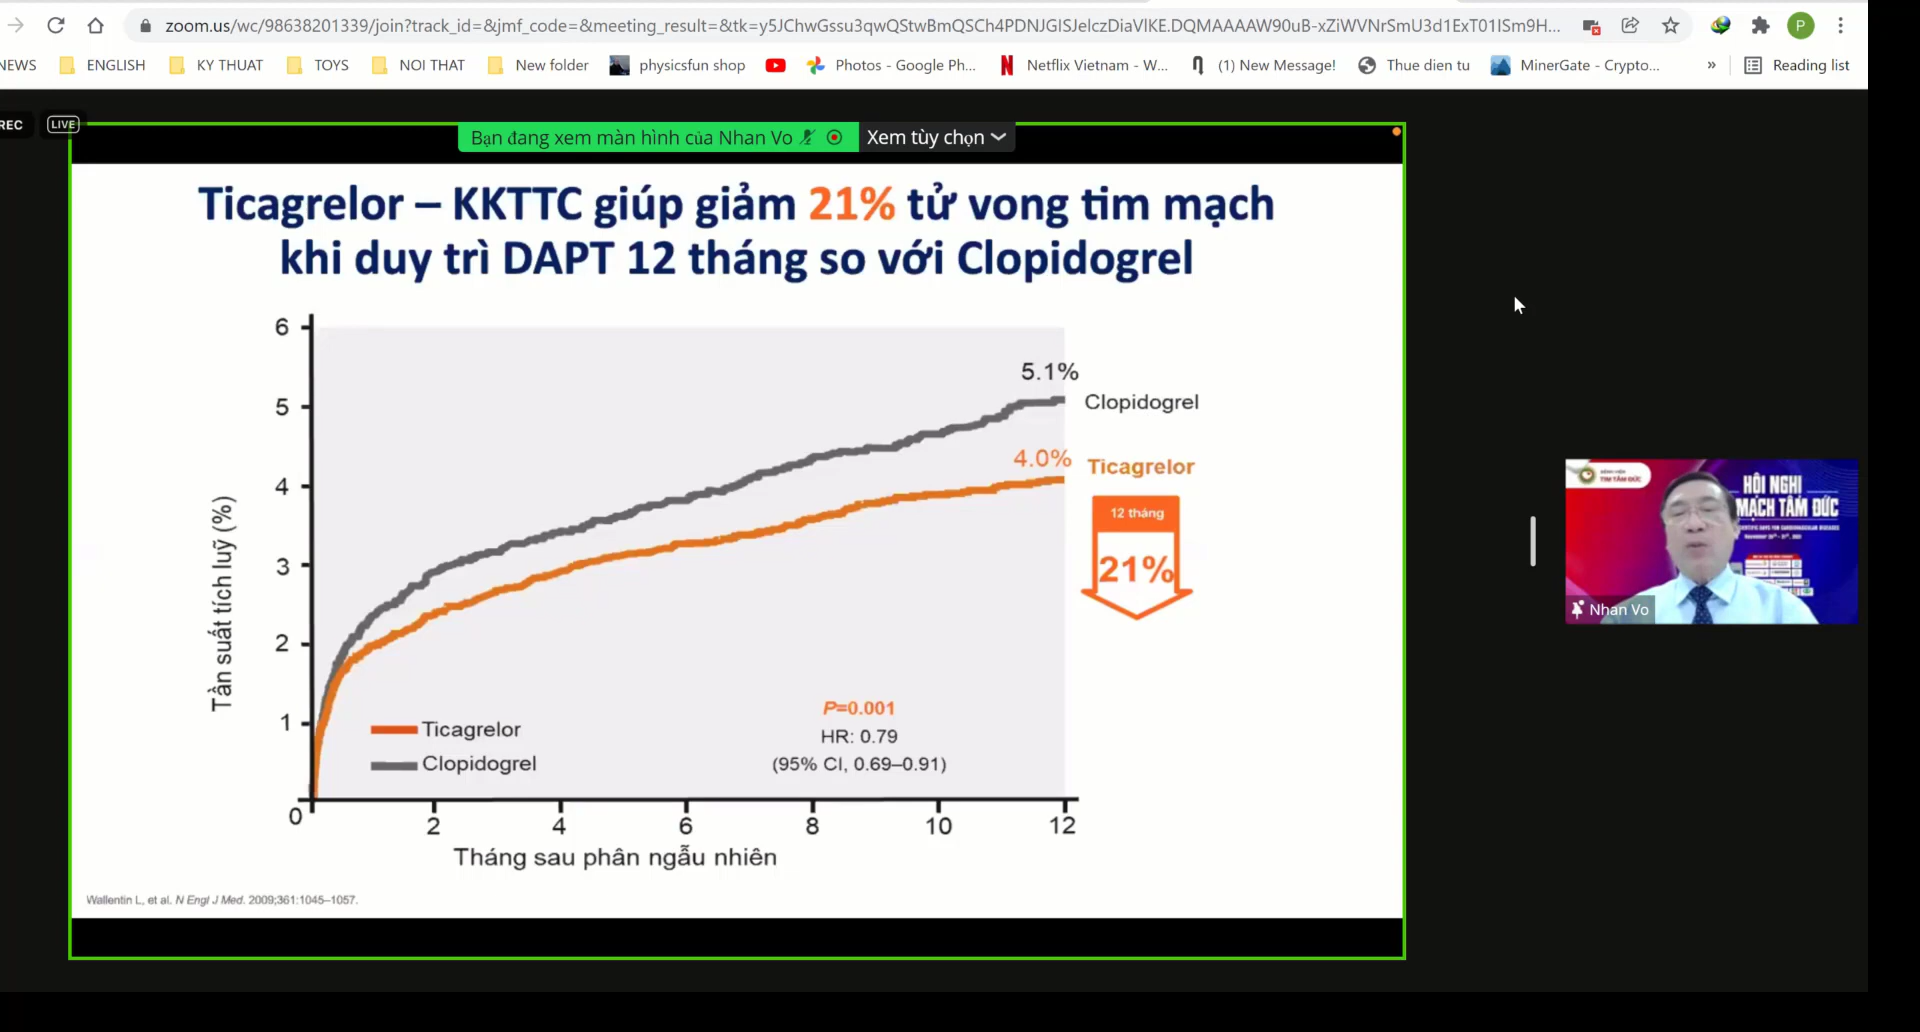 zoom.us/wc/98638201339/join?track_id=&jmf_code=&meeting_result=&tk=y5JChwGssu3qwQStwBmQSCh4PDNJGISJelczDiaVlKE.DQMAAAAW90uB-xZiWVNrSmU3d1ExT01ISm9H...
P
NEWS
ENGLISH
KY THUAT
TOYS
NOI THAT
New folder
physicsfun shop
Photos - Google Ph...
Netflix Vietnam - W...
(1) New Message!
Thue dien tu
MinerGate - Crypto...
»
Reading list
REC
LIVE
Bạn đang xem màn hình của Nhan Vo
Xem tùy chọn
Ticagrelor – KKTTC giúp giảm 21% tử vong tim mạch
khi duy trì DAPT 12 tháng so với Clopidogrel
Tần suất tích luỹ (%)
6
5
4
3
2
1
0
5.1%
Clopidogrel
4.0%
Ticagrelor
12 tháng
21%
P=0.001
HR: 0.79
(95% CI, 0.69–0.91)
Ticagrelor
Clopidogrel
2
4
6
8
10
12
Tháng sau phân ngẫu nhiên
Wallentin L, et al. N Engl J Med. 2009;361:1045–1057.
BỆNH VIỆN
TIM TÂM ĐỨC
HỘI NGHỊ
MẠCH TÂM ĐỨC
Nhan Vo